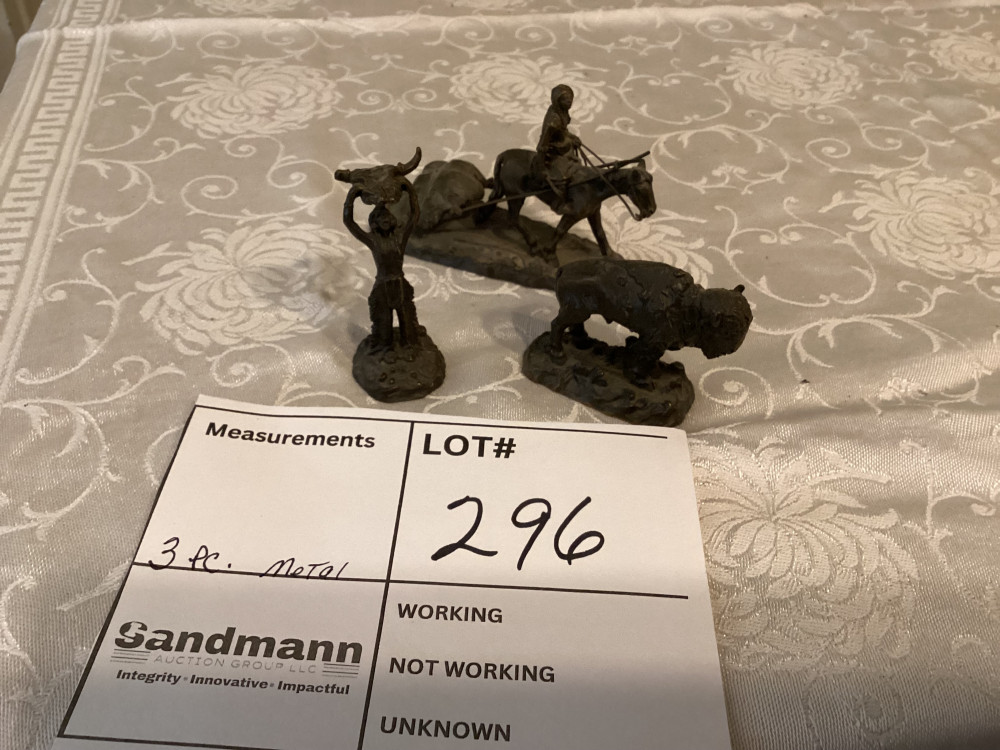 Measurements
3 pc. Metal
LOT#
296
Sandmann
AUCTION GROUP LLC
Integrity • Innovative • Impactful
WORKING
NOT WORKING
UNKNOWN